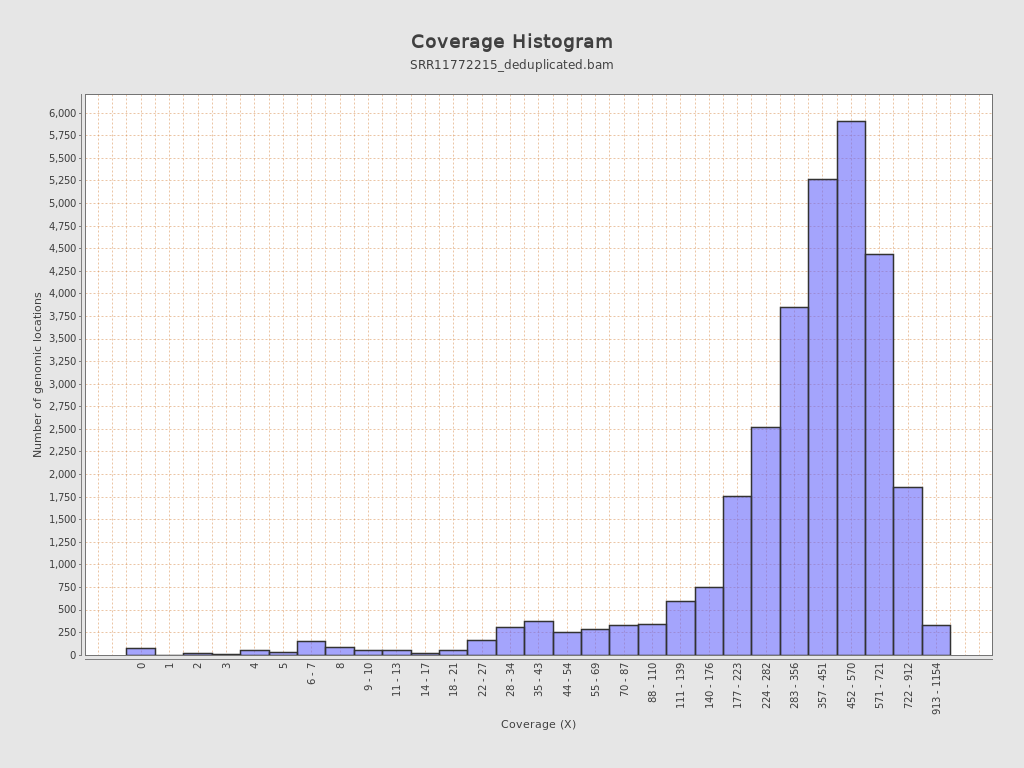 Coverage Histogram
SRR11772215_deduplicated.bam
Number of genomic locations
6,000
5,750
5,500
5,250
5,000
4,750
4,500
4,250
4,000
3,750
3,500
3,250
3,000
2,750
2,500
2,250
2,000
1,750
1,500
1,250
1,000
750
500
250
0
0
1
2
3
4
5
6 - 7
8
9 - 10
11 - 13
14 - 17
18 - 21
22 - 27
28 - 34
35 - 43
44 - 54
55 - 69
70 - 87
88 - 110
111 - 139
140 - 176
177 - 223
224 - 282
283 - 356
357 - 451
452 - 570
571 - 721
722 - 912
913 - 1154
Coverage (X)